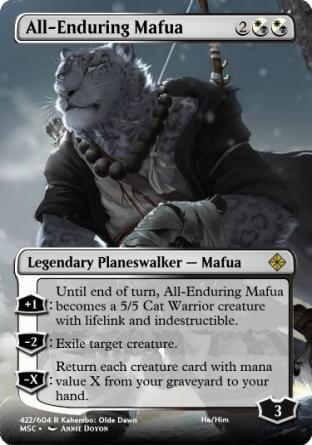 All-Enduring Mafua 2
Legendary Planeswalker — Mafua
+1 Until end of turn, All-Enduring Mafua
becomes a 5/5 Cat Warrior creature
with lifelink and indestructible.
-2 Exile target creature.
-X Return each creature card with mana
value X from your graveyard to your
hand.
3
422/604 R Kahembo: Olde Dawn He/Him
MSC • Annie Doyon